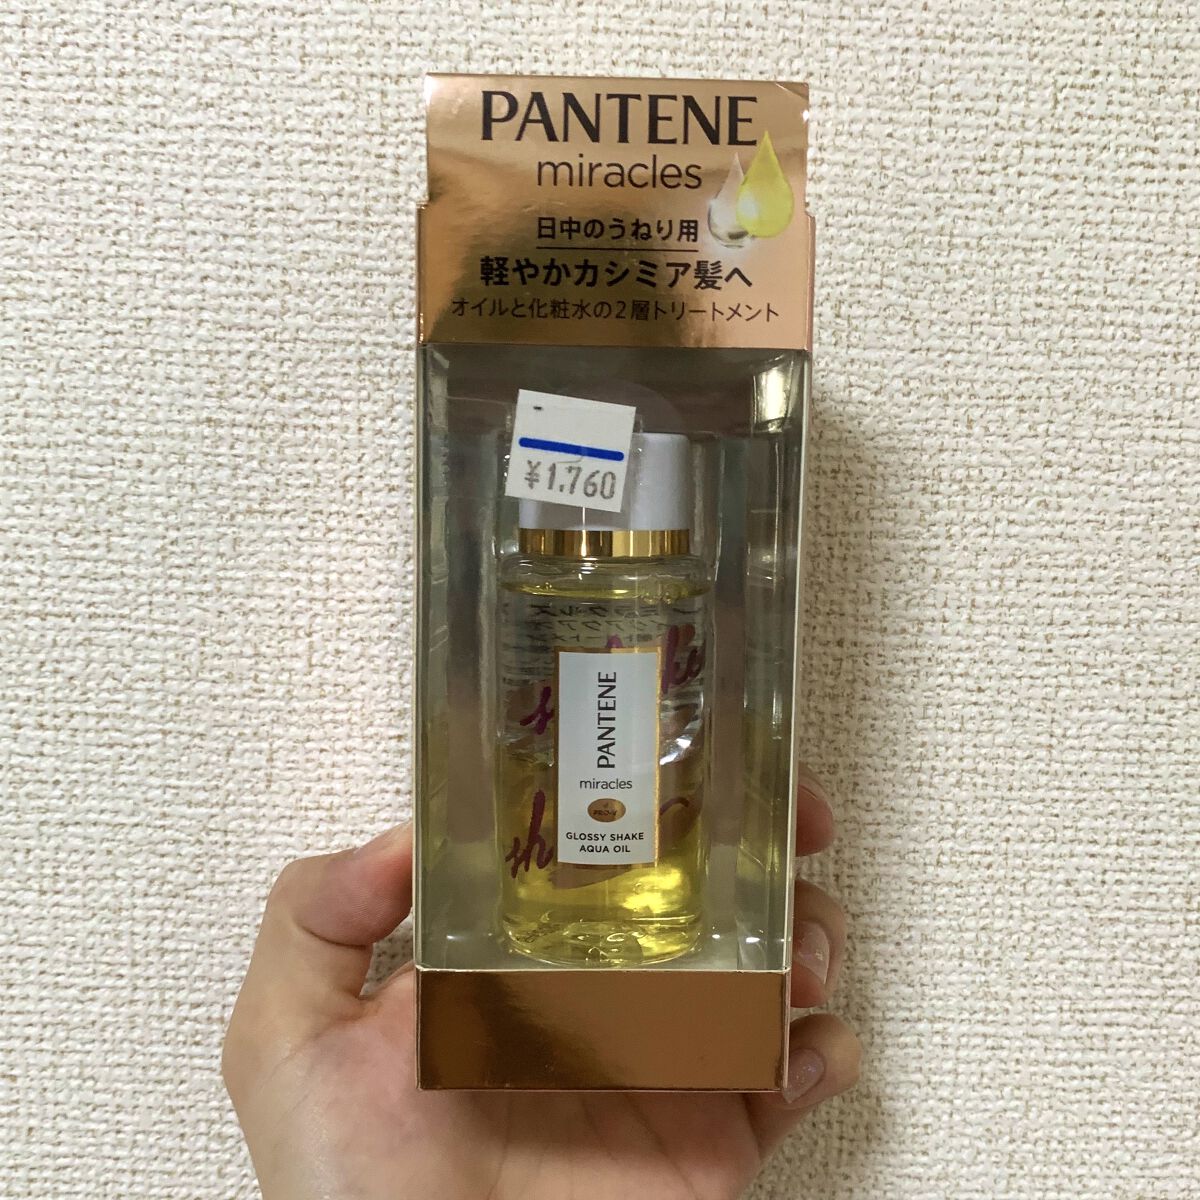 PANTENE
miracles
日中のうねり用
軽やかカシミア髪へ
オイルと化粧水の2層トリートメント
¥1,760
PANTENE
miracles
PRO-V
GLOSSY SHAKE
AQUA OIL